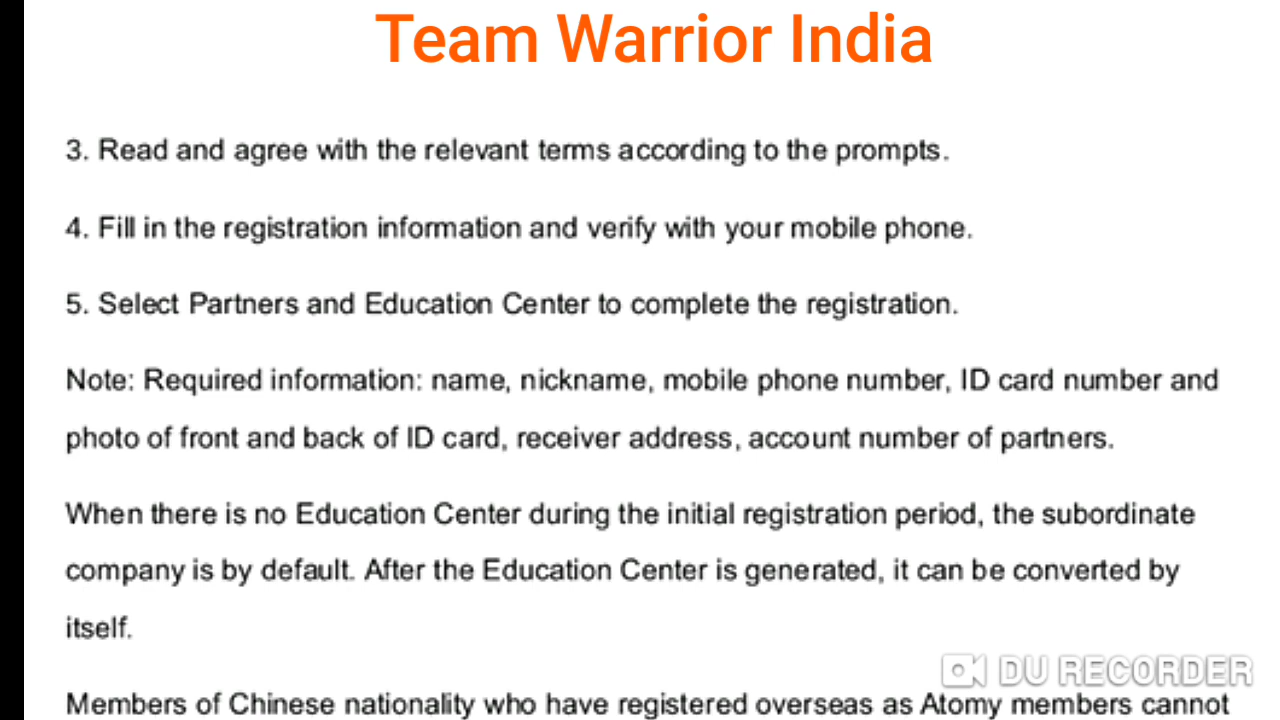 Team Warrior India
3. Read and agree with the relevant terms according to the prompts.
4. Fill in the registration information and verify with your mobile phone.
5. Select Partners and Education Center to complete the registration.
Note: Required information: name, nickname, mobile phone number, ID card number and
photo of front and back of ID card, receiver address, account number of partners.
When there is no Education Center during the initial registration period, the subordinate
company is by default. After the Education Center is generated, it can be converted by
itself.
DU RECORDER
Members of Chinese nationality who have registered overseas as Atomy members cannot